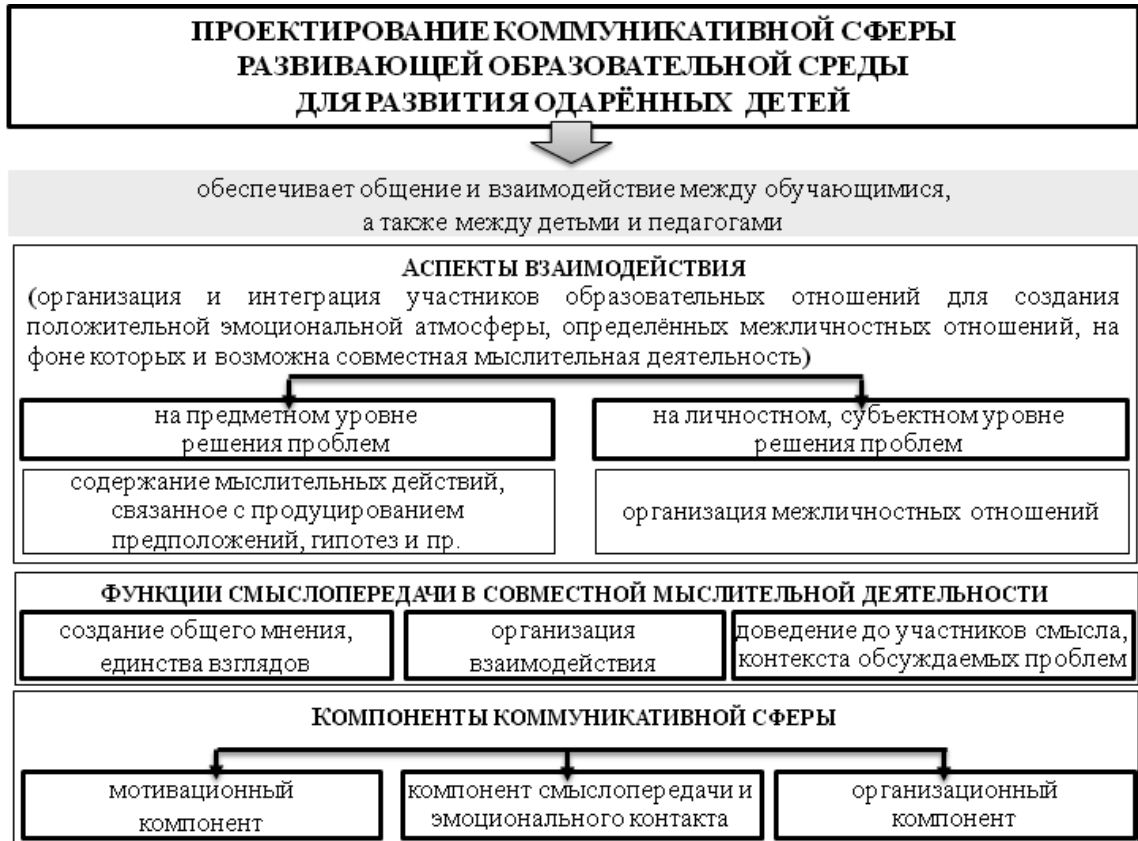 ПРОЕКТИРОВАНИЕ КОММУНИКАТИВНОЙ СФЕРЫ
РАЗВИВАЮЩЕЙ ОБРАЗОВАТЕЛЬНОЙ СРЕДЫ
ДЛЯ РАЗВИТИЯ ОДАРЁННЫХ ДЕТЕЙ
обеспечивает общение и взаимодействие между обучающимися,
а также между детьми и педагогами
АСПЕКТЫ ВЗАИМОДЕЙСТВИЯ
(организация и интеграция участников образовательных отношений для создания
положительной эмоциональной атмосферы, определённых межличностных отношений, на
фоне которых и возможна совместная мыслительная деятельность)
на предметном уровне
решения проблем
на личностном, субъектном уровне
решения проблем
содержание мыслительных действий,
связанное с продуцированием
предположений, гипотез и пр.
организация межличностных отношений
ФУНКЦИИ СМЫСЛОПЕРЕДАЧИ В СОВМЕСТНОЙ МЫСЛИТЕЛЬНОЙ ДЕЯТЕЛЬНОСТИ
создание общего мнения,
единства взглядов
организация
взаимодействия
доведение до участников смысла,
контекста обсуждаемых проблем
КОМПОНЕНТЫ КОММУНИКАТИВНОЙ СФЕРЫ
мотивационный
компонент
компонент смыслопередачи и
эмоционального контакта
организационный
компонент